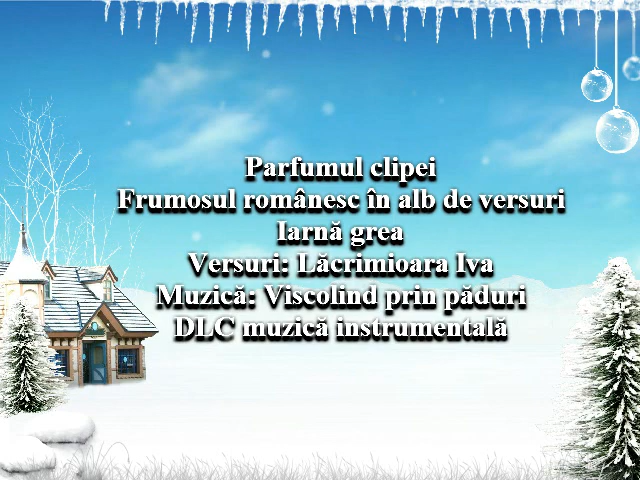 Parfumul clipei
Frumosul românesc în alb de versuri
Iarnă grea
Versuri: Lăcrimioara Iva
Muzică: Viscolind prin păduri
DLC muzică instrumentală